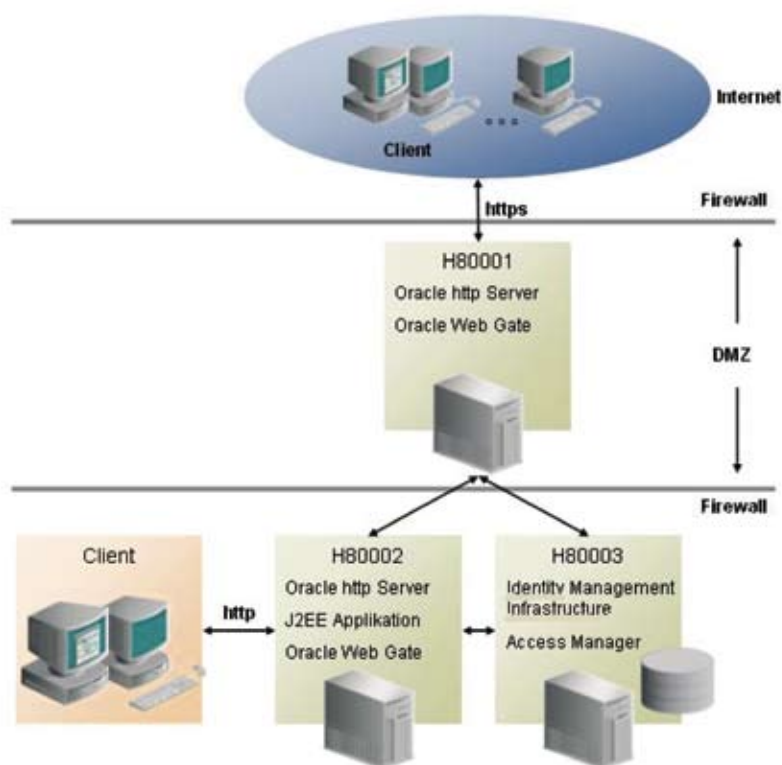 Internet
Client
Firewall
https
H80001
Oracle http Server
Oracle Web Gate
DMZ
Firewall
Client
http
H80002
Oracle http Server
J2EE Applikation
Oracle Web Gate
H80003
Identity Management
Infrastructure
Access Manager